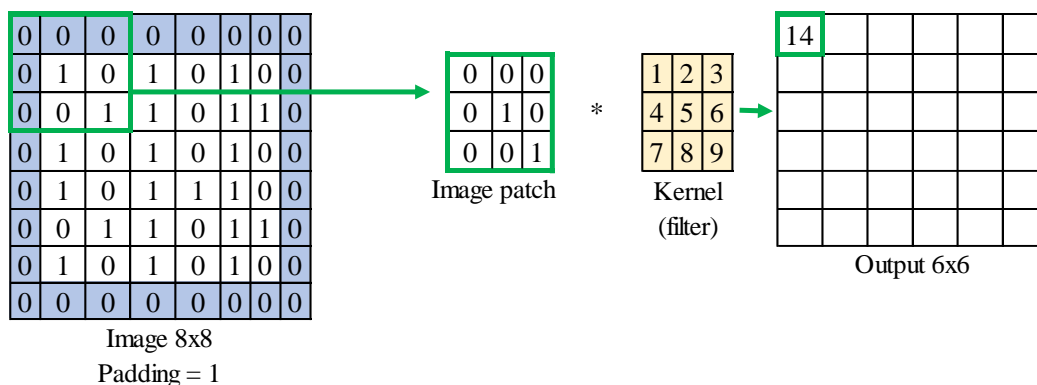 0 0 0 0 0 0 0 0
0 1 0 1 0 1 0 0
0 0 1 1 0 1 1 0
0 1 0 1 0 1 0 0
0 1 0 1 1 1 0 0
0 0 1 1 0 1 1 0
0 1 0 1 0 1 0 0
0 0 0 0 0 0 0 0
Image 8x8
Padding = 1
0 0 0
0 1 0
0 0 1
Image patch
*
1 2 3
4 5 6
7 8 9
Kernel
(filter)
14
Output 6x6